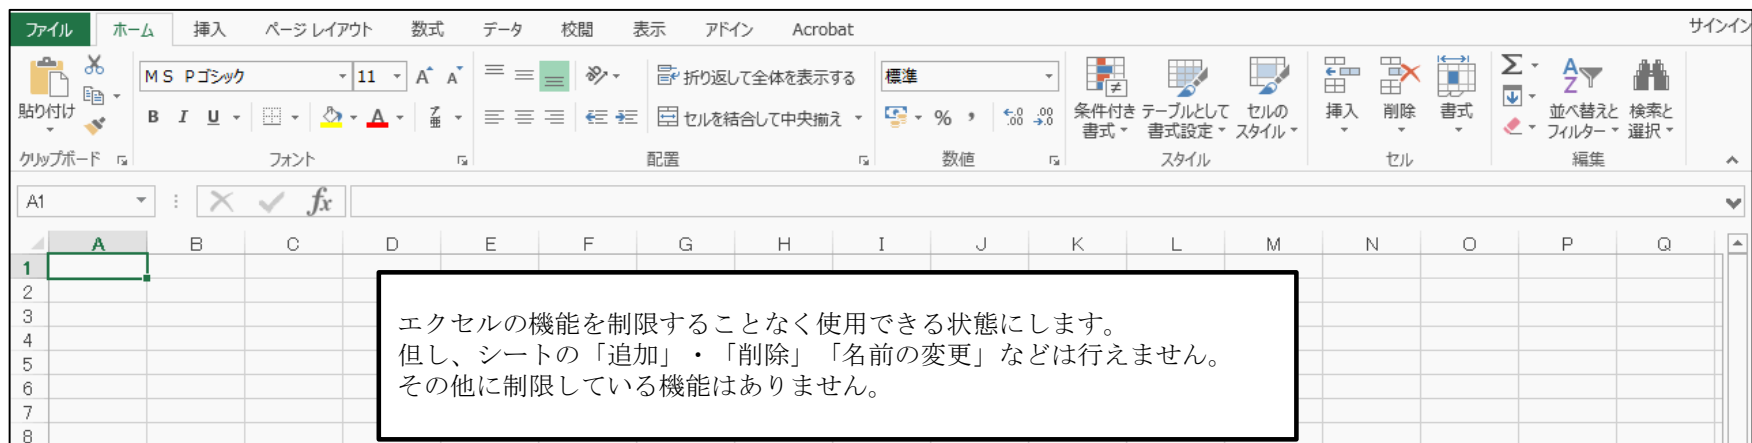 ファイル ホーム 挿入 ページ レイアウト 数式 データ 校閲 表示 アドイン Acrobat サインイン
ＭＳ Ｐゴシック 11 A A 折り返して全体を表示する 標準
貼り付け B I U A セルを結合して中央揃え % , 条件付き書式 テーブルとして書式設定 セルのスタイル 挿入 削除 書式 並べ替えとフィルター 検索と選択
クリップボード フォント 配置 数値 スタイル セル 編集
A1 fx
A B C D E F G H I J K L M N O P Q
1
2
3
4
5
6
7
8
エクセルの機能を制限することなく使用できる状態にします。
但し、シートの「追加」・「削除」「名前の変更」などは行えません。
その他に制限している機能はありません。